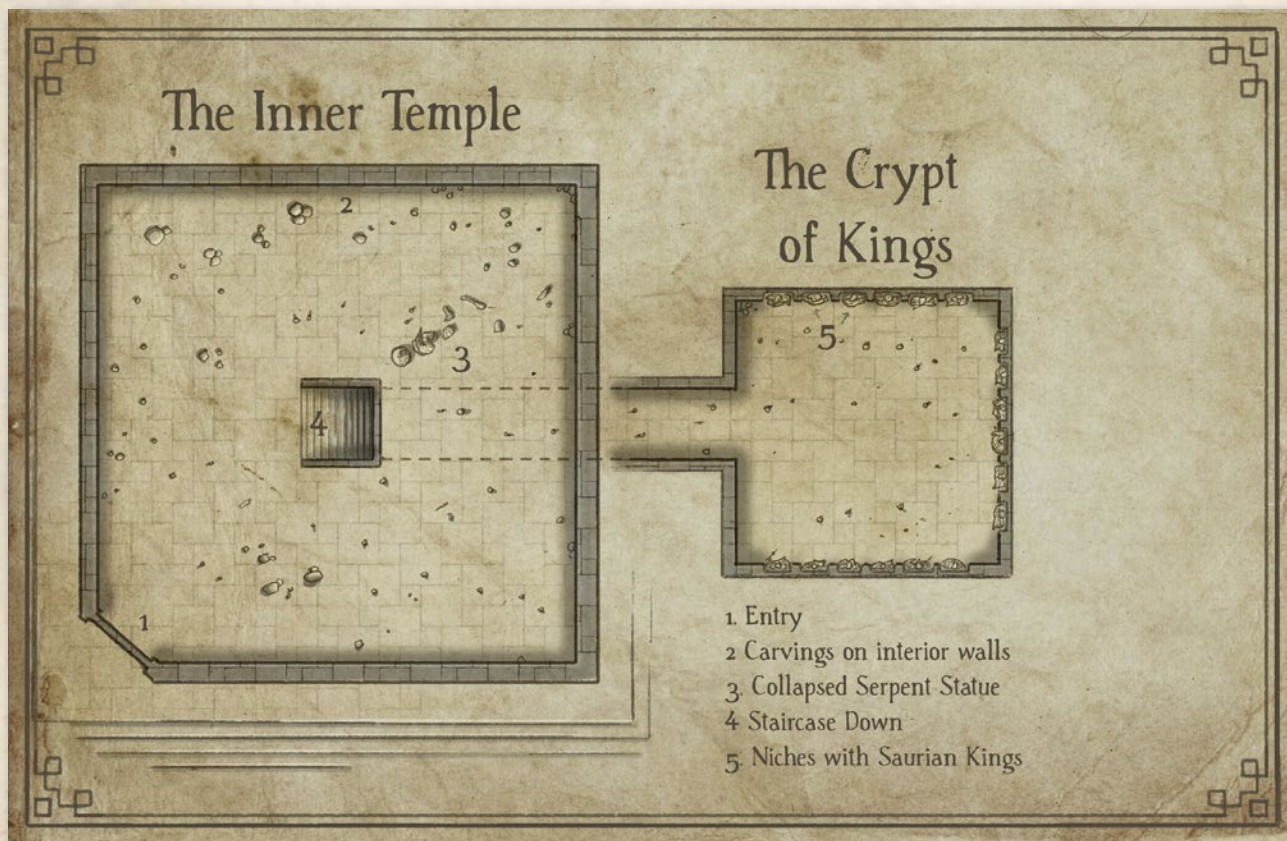 The Inner Temple
The Crypt
of Kings
2
3
4
5
1
1. Entry
2 Carvings on interior walls
3. Collapsed Serpent Statue
4 Staircase Down
5. Niches with Saurian Kings